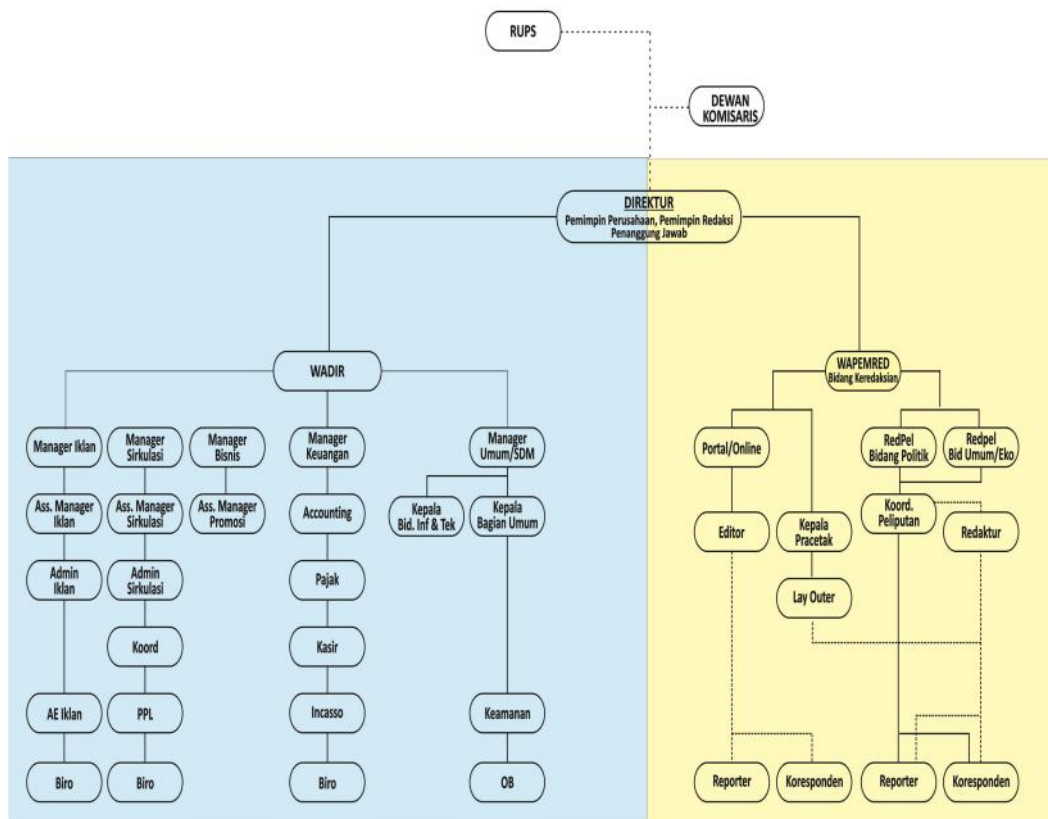 RUPS
DEWAN
KOMISARIS
DIREKTUR
Pemimpin Perusahaan, Pemimpin Redaksi
Penanggung Jawab
WADIR
WAPEMRED
Bidang Keredaksian
Manager Iklan
Manager
Sirkulasi
Manager
Bisnis
Manager
Keuangan
Manager
Umum/SDM
Portal/Online
RedPel
Bidang Politik
Redpel
Bid Umum/Eko
Ass. Manager
Iklan
Ass. Manager
Sirkulasi
Ass. Manager
Promosi
Accounting
Kepala
Bid. Inf & Tek
Kepala
Bagian Umum
Editor
Kepala
Pracetak
Koord.
Peliputan
Redaktur
Admin
Iklan
Admin
Sirkulasi
Pajak
Lay Outer
Koord
Kasir
AE Iklan
PPL
Incasso
Keamanan
Biro
Biro
Biro
OB
Reporter
Koresponden
Reporter
Koresponden